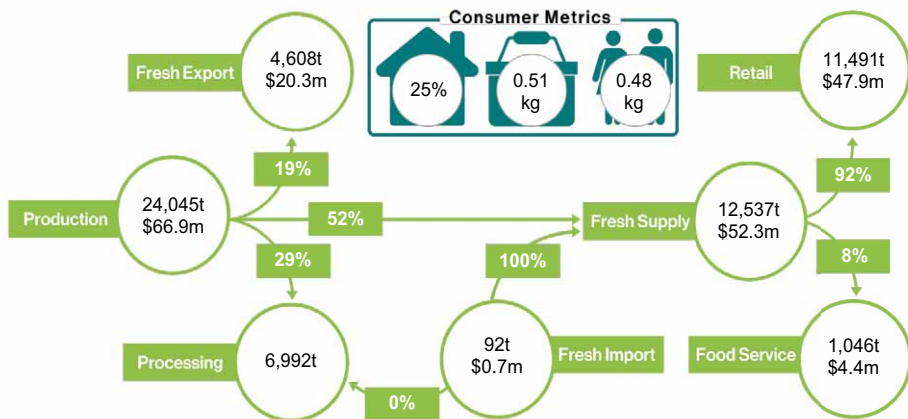 Consumer Metrics
Fresh Export
4,608t
$20.3m
25%
0.51
kg
0.48
kg
Retail
11,491t
$47.9m
19%
92%
Production
24,045t
$66.9m
52%
Fresh Supply
12,537t
$52.3m
29%
100%
8%
Processing
6,992t
92t
$0.7m
Fresh Import
Food Service
1,046t
$4.4m
0%